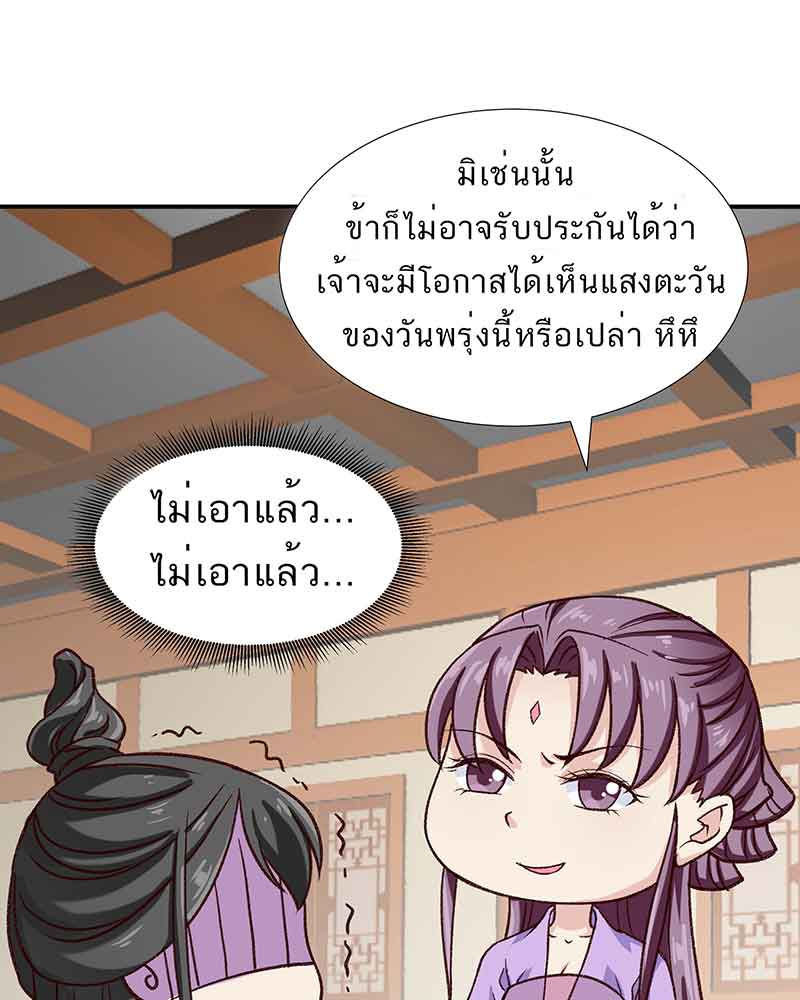 มิเช่นนั้น
ข้าก็ไม่อาจรับประกันได้ว่า
เจ้าจะมีโอกาสได้เห็นแสงตะวัน
ของวันพรุ่งนี้หรือเปล่า หึหึ
ไม่เอาแล้ว...
ไม่เอาแล้ว...